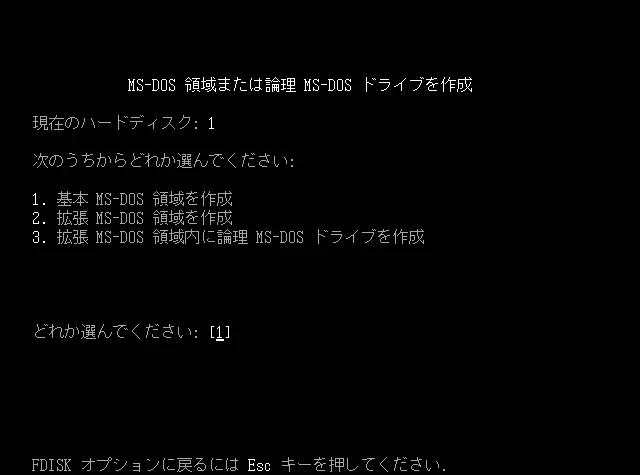 MS-DOS 領域または論理 MS-DOS ドライブを作成
現在のハードディスク: 1
次のうちからどれか選んでください:
1. 基本 MS-DOS 領域を作成
2. 拡張 MS-DOS 領域を作成
3. 拡張 MS-DOS 領域内に論理 MS-DOS ドライブを作成
どれか選んでください: [1]
FDISK オプションに戻るには Esc キーを押してください.